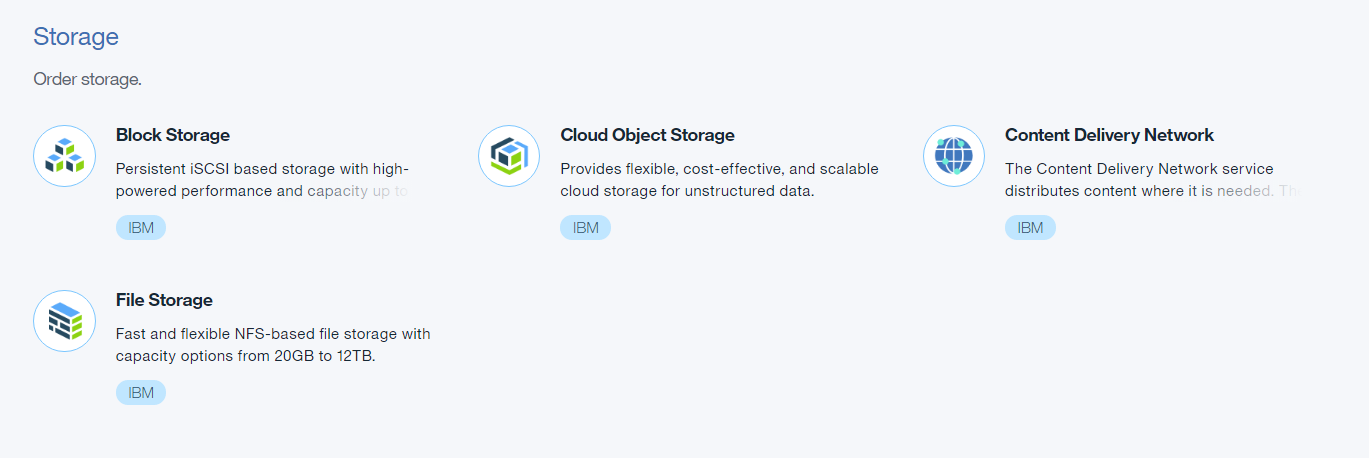 Storage
Order storage.
Block Storage
Persistent iSCSI based storage with high-
powered performance and capacity up to
IBM
Cloud Object Storage
Provides flexible, cost-effective, and scalable
cloud storage for unstructured data.
IBM
Content Delivery Network
The Content Delivery Network service
distributes content where it is needed. The
IBM
File Storage
Fast and flexible NFS-based file storage with
capacity options from 20GB to 12TB.
IBM